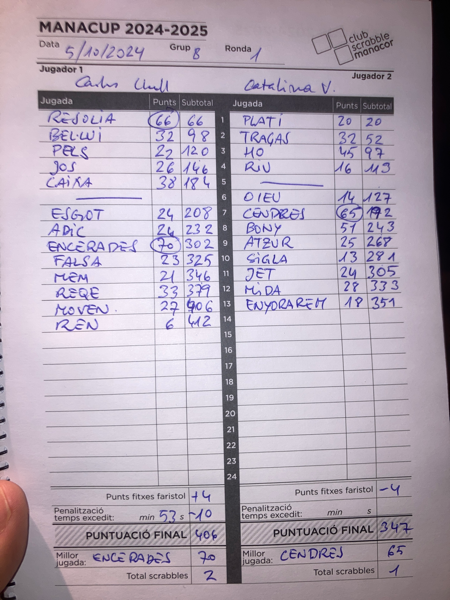 MANACUP 2024-2025
club scrabble manacor
Data 5/10/2024 Grup 8 Ronda 1
Jugador 1 Jugador 2
Carles Llull Catalina V.
Jugada Punts Subtotal Jugada Punts Subtotal
RESOLIA 66 66 1 PLATÍ 20 20
BEL·LUI 32 98 2 TRAGAS 32 52
PELS 22 120 3 HO 45 97
JOS 26 146 4 RIU 16 113
CAIXA 38 184 5
6 DIEU 14 127
ESGOT 24 208 7 CENDRES 65 192
ADIC 24 232 8 BONY 51 243
ENCERADES 70 302 9 ATZUR 25 268
FALSA 23 325 10 SIGLA 13 281
MEM 21 346 11 JET 24 305
REQE 33 379 12 MIDA 28 333
MOVEN 27 406 13 ENYORAREM 18 351
REN 6 412 14
15
16
17
18
19
20
21
22
23
24
Punts fitxes faristol +4 Punts fitxes faristol -4
Penalització temps excedit: min 53 s -10 Penalització temps excedit: min s
PUNTUACIÓ FINAL 406 PUNTUACIÓ FINAL 347
Millor jugada: ENCERADES 70 Millor jugada: CENDRES 65
Total scrabbles 2 Total scrabbles 1